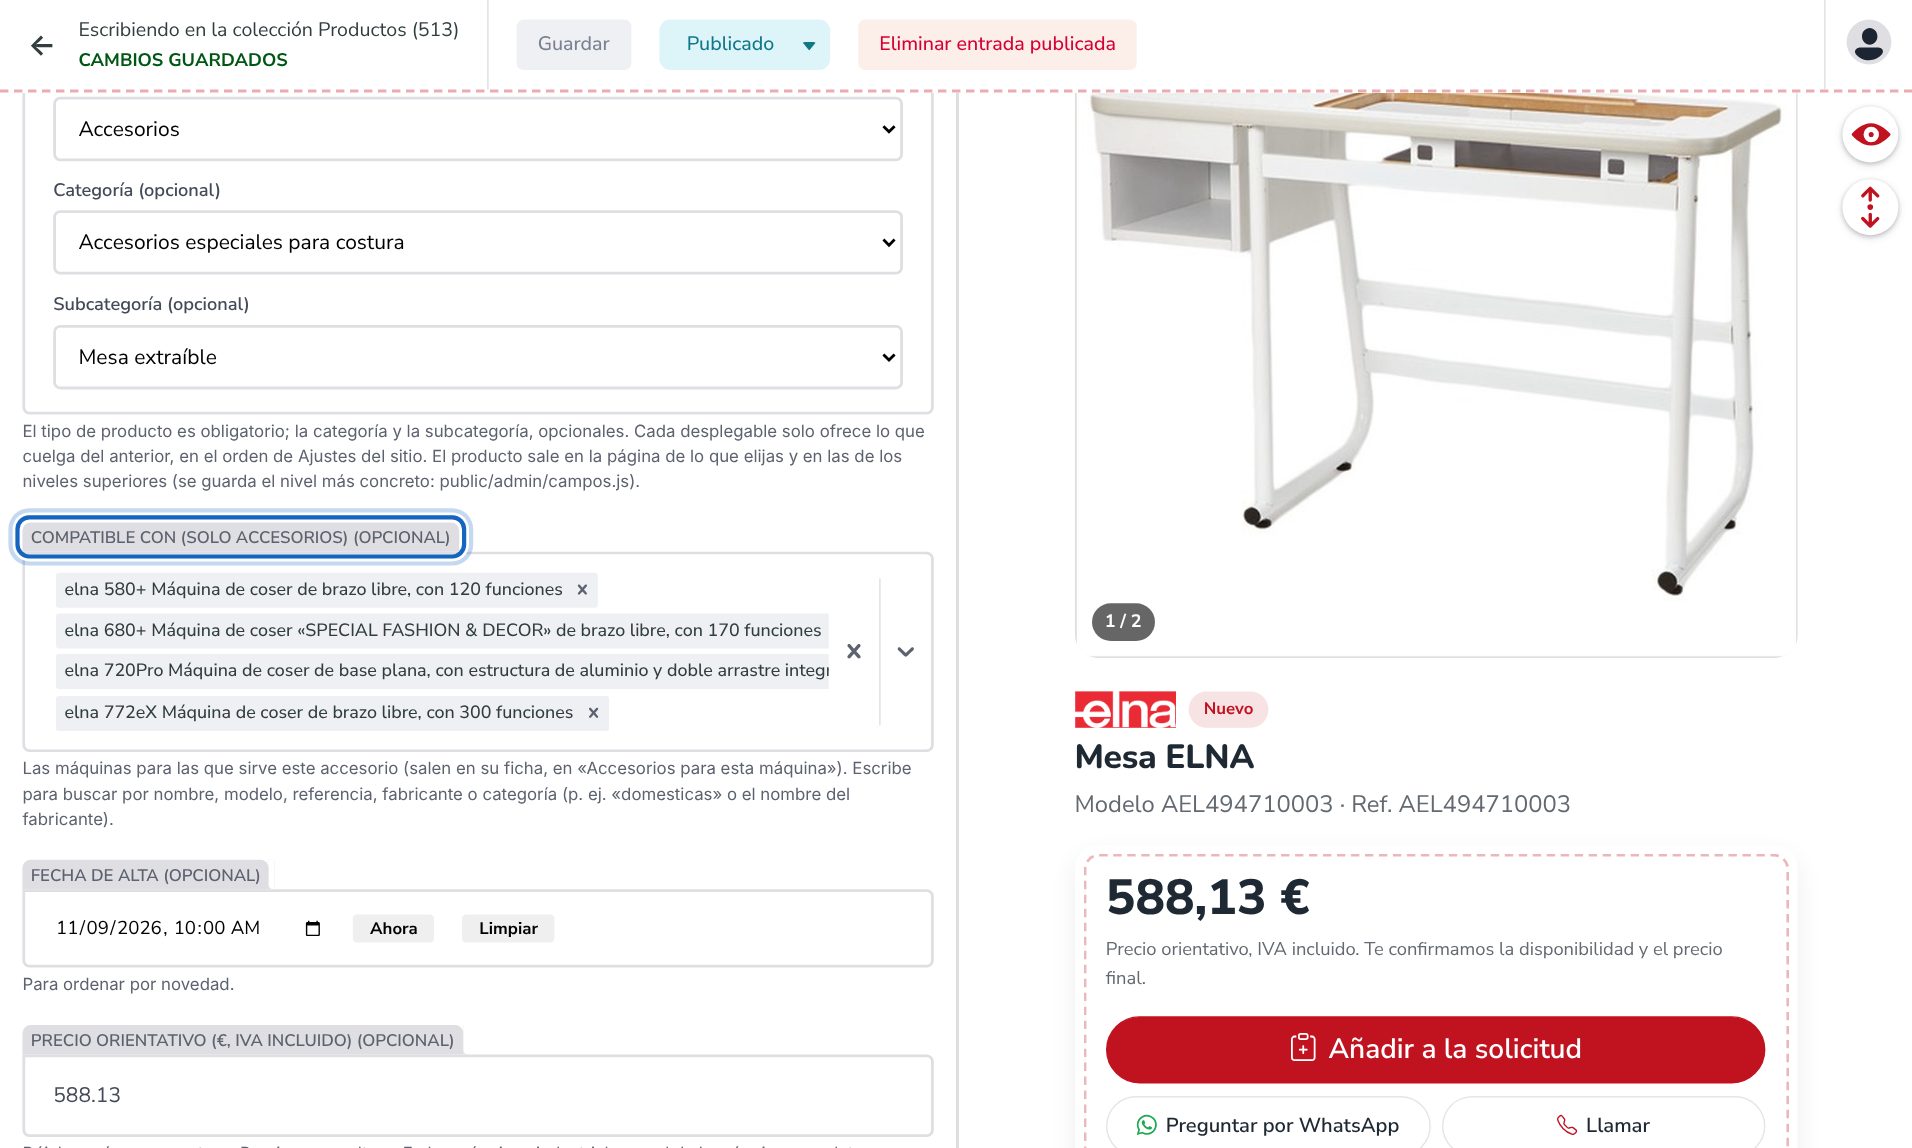 Escribiendo en la colección Productos (513)
CAMBIOS GUARDADOS
Guardar
Publicado
Eliminar entrada publicada
Accesorios
Categoría (opcional)
Accesorios especiales para costura
Subcategoría (opcional)
Mesa extraíble
El tipo de producto es obligatorio; la categoría y la subcategoría, opcionales. Cada desplegable solo ofrece lo que
cuelga del anterior, en el orden de Ajustes del sitio. El producto sale en la página de lo que elijas y en las de los
niveles superiores (se guarda el nivel más concreto: public/admin/campos.js).
COMPATIBLE CON (SOLO ACCESORIOS) (OPCIONAL)
elna 580+ Máquina de coser de brazo libre, con 120 funciones
elna 680+ Máquina de coser «SPECIAL FASHION & DECOR» de brazo libre, con 170 funciones
elna 720Pro Máquina de coser de base plana, con estructura de aluminio y doble arrastre integr
elna 772eX Máquina de coser de brazo libre, con 300 funciones
Las máquinas para las que sirve este accesorio (salen en su ficha, en «Accesorios para esta máquina»). Escribe
para buscar por nombre, modelo, referencia, fabricante o categoría (p. ej. «domesticas» o el nombre del
fabricante).
FECHA DE ALTA (OPCIONAL)
11/09/2026, 10:00 AM
Ahora
Limpiar
Para ordenar por novedad.
PRECIO ORIENTATIVO (€, IVA INCLUIDO) (OPCIONAL)
588.13
1 / 2
elna
Nuevo
Mesa ELNA
Modelo AEL494710003 · Ref. AEL494710003
588,13 €
Precio orientativo, IVA incluido. Te confirmamos la disponibilidad y el precio
final.
Añadir a la solicitud
Preguntar por WhatsApp
Llamar